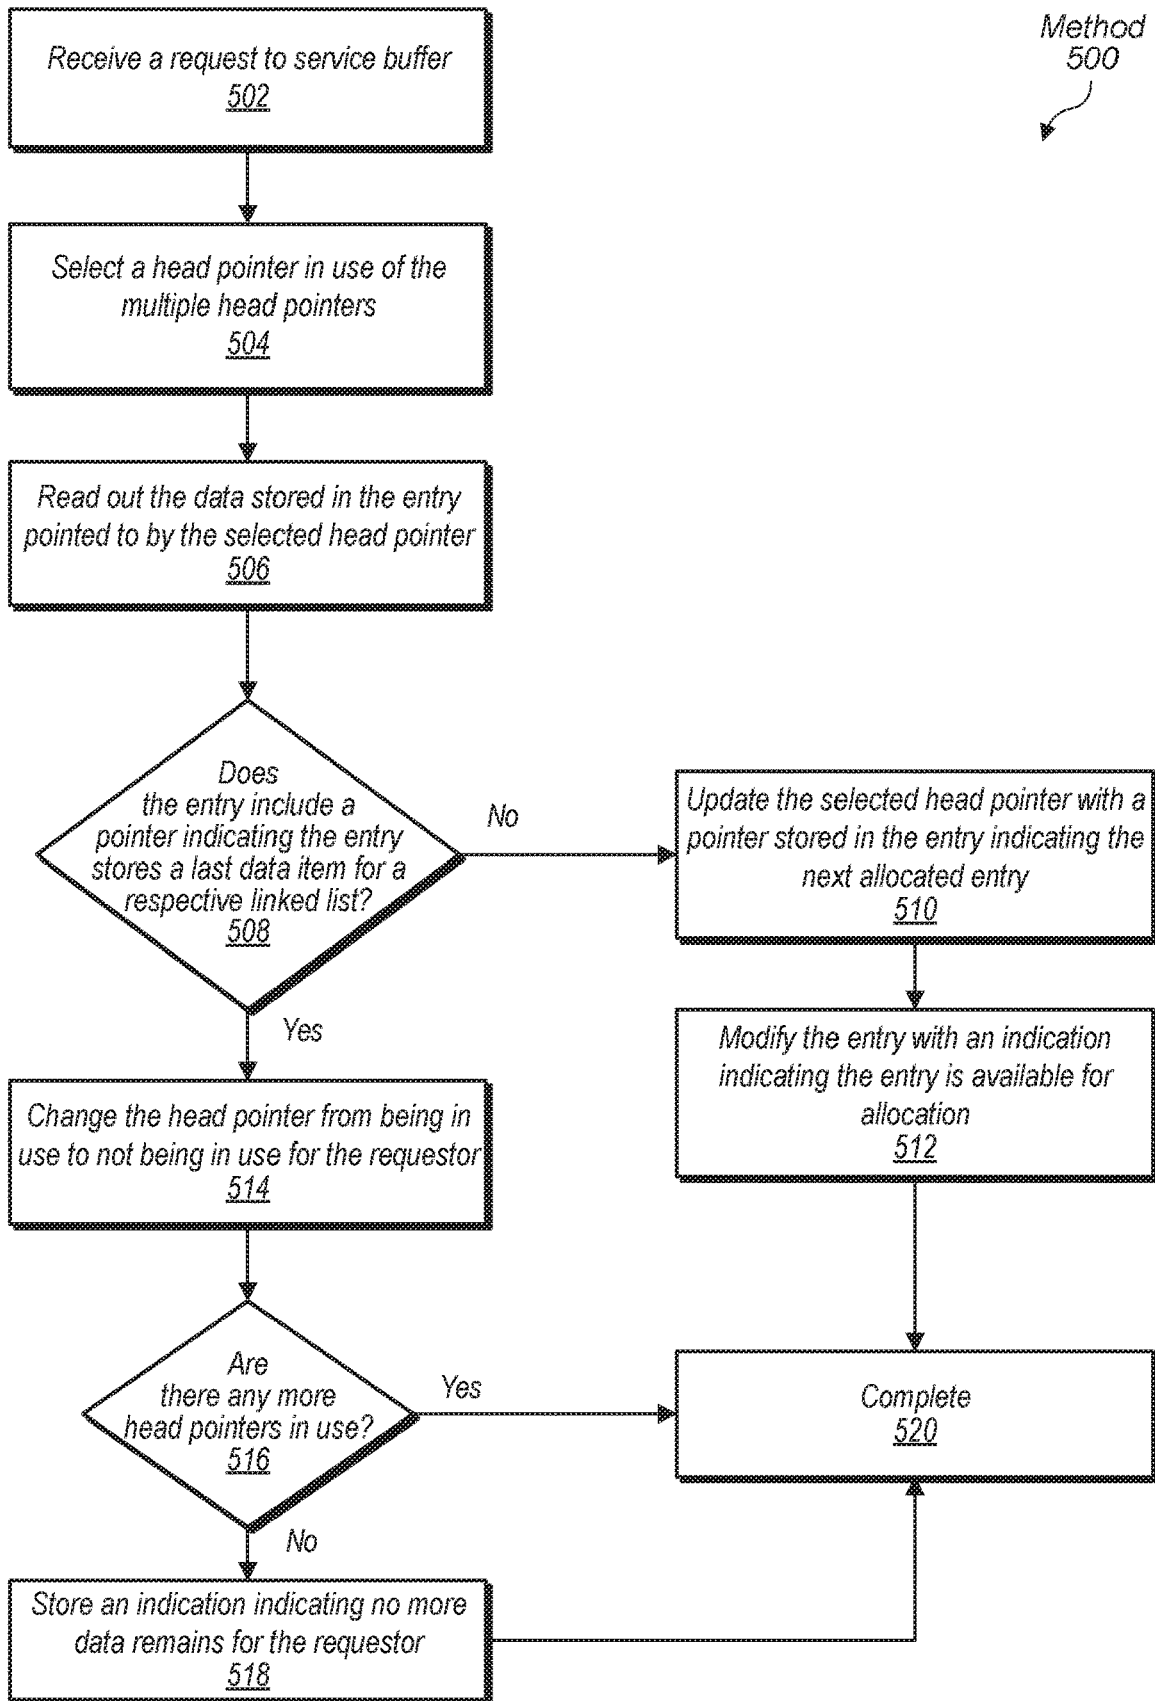 Method
500
Receive a request to service buffer
502
Select a head pointer in use of the
multiple head pointers
504
Read out the data stored in the entry
pointed to by the selected head pointer
506
Does
the entry include a
pointer indicating the entry
stores a last data item for a
respective linked list?
508
No
Update the selected head pointer with a
pointer stored in the entry indicating the
next allocated entry
510
Yes
Modify the entry with an indication
indicating the entry is available for
allocation
512
Change the head pointer from being in
use to not being in use for the requestor
514
Are
there any more
head pointers in use?
516
Yes
Complete
520
No
Store an indication indicating no more
data remains for the requestor
518